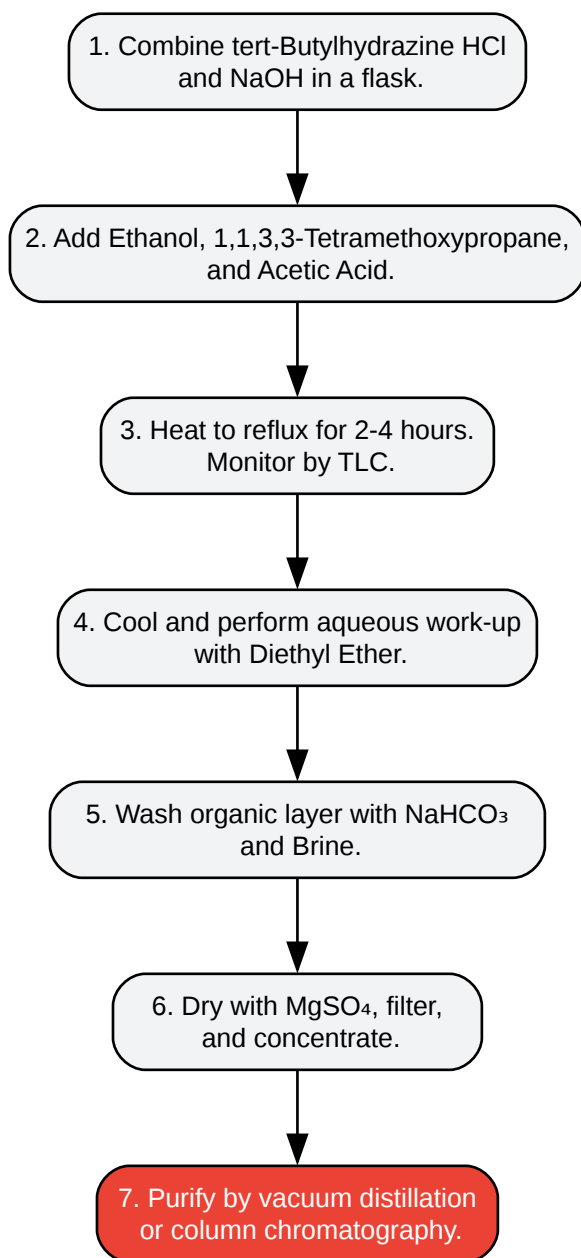 1. Combine tert-Butylhydrazine HCl
and NaOH in a flask.
2. Add Ethanol, 1,1,3,3-Tetramethoxypropane,
and Acetic Acid.
3. Heat to reflux for 2-4 hours.
Monitor by TLC.
4. Cool and perform aqueous work-up
with Diethyl Ether.
5. Wash organic layer with NaHCO₃
and Brine.
6. Dry with MgSO₄, filter,
and concentrate.
7. Purify by vacuum distillation
or column chromatography.